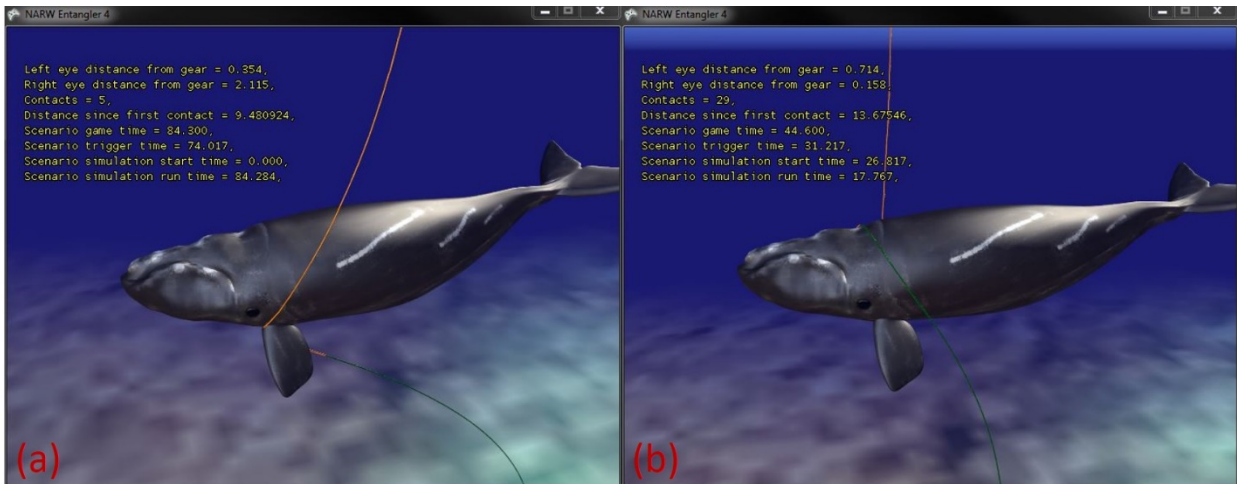 NARW Entangler 4
Left eye distance from gear = 0.354,
Right eye distance from gear = 2.115,
Contacts = 5,
Distance since first contact = 9.480924,
Scenario game time = 84.300,
Scenario trigger time = 74.017,
Scenario simulation start time = 0.000,
Scenario simulation run time = 84.284,
(a)
NARW Entangler 4
Left eye distance from gear = 0.714,
Right eye distance from gear = 0.158,
Contacts = 29,
Distance since first contact = 13.67546,
Scenario game time = 44.600,
Scenario trigger time = 31.217,
Scenario simulation start time = 26.817,
Scenario simulation run time = 17.767,
(b)